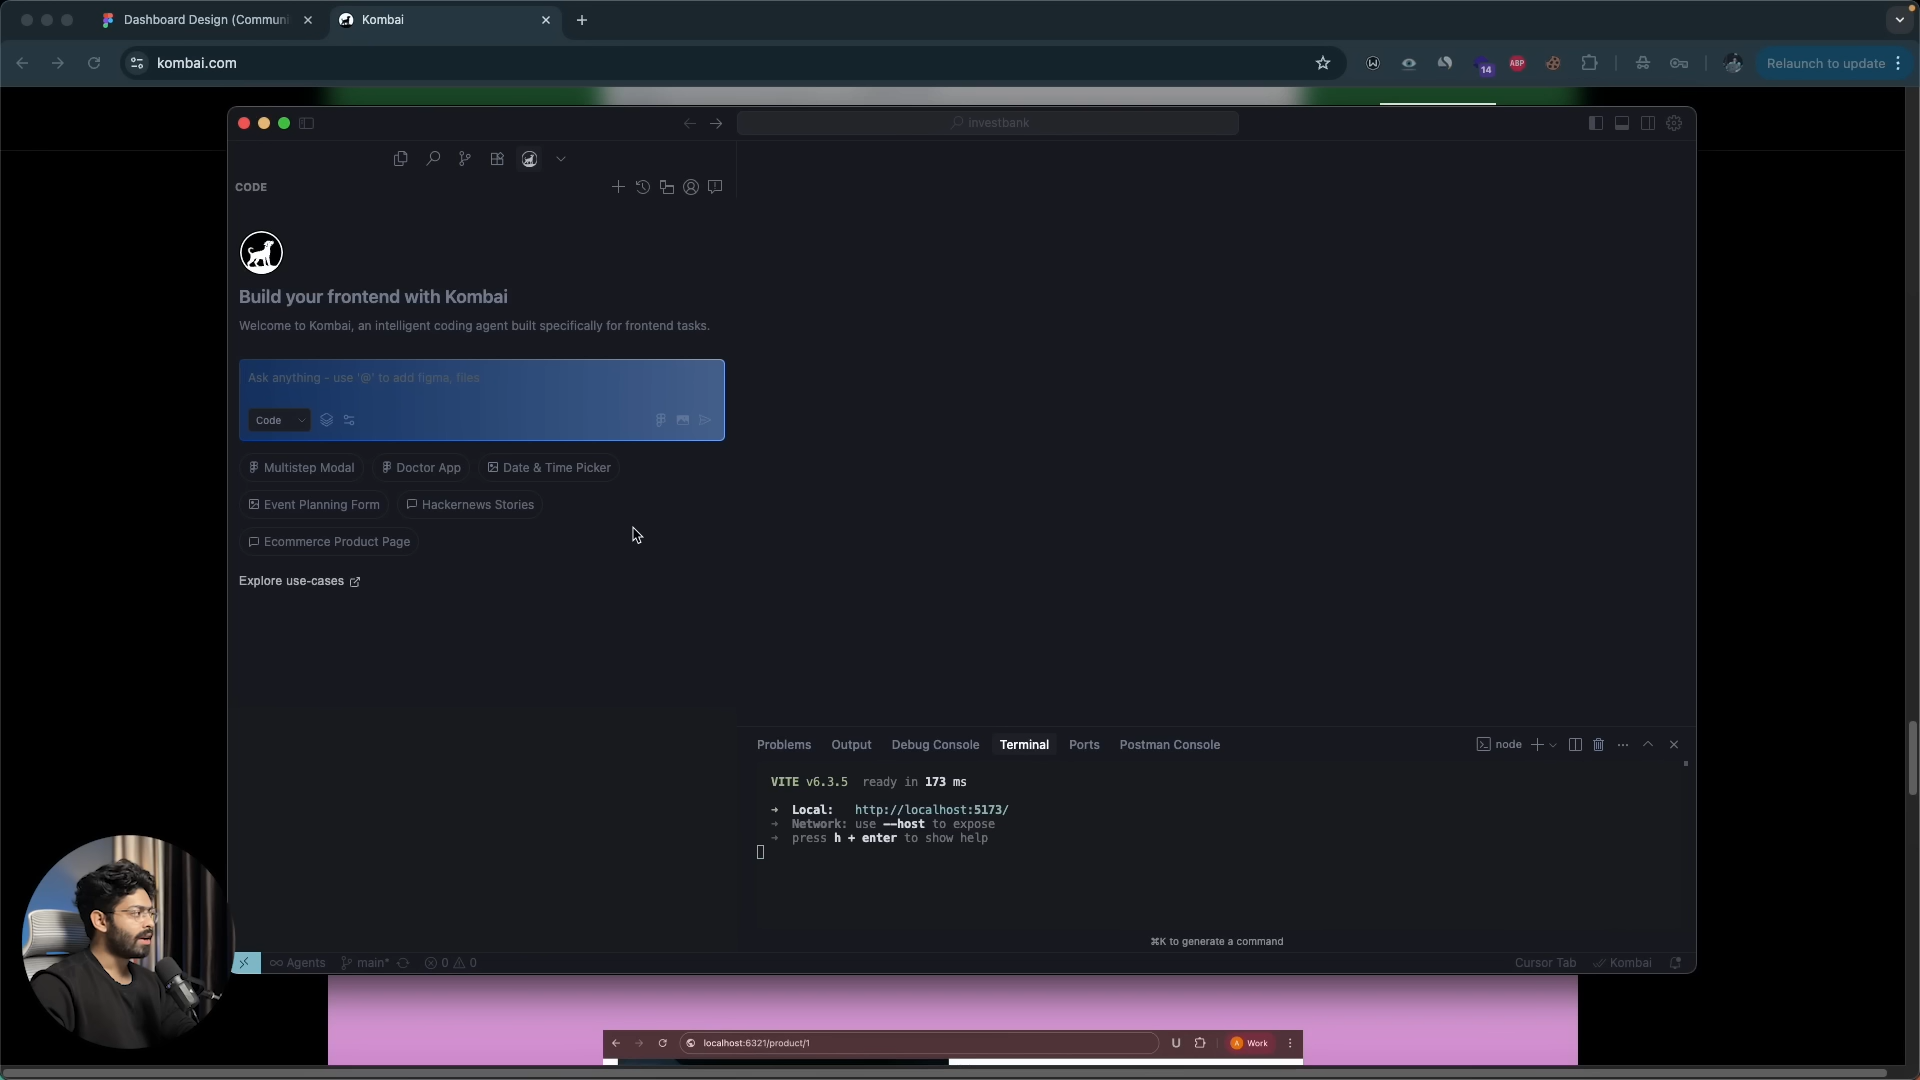 Dashboard Design (Communi
Kombai
kombai.com
14
ABP
Relaunch to update
investbank
CODE
Build your frontend with Kombai
Welcome to Kombai, an intelligent coding agent built specifically for frontend tasks.
Ask anything - use '@' to add figma, files
Code
Multistep Modal
Doctor App
Date & Time Picker
Event Planning Form
Hackernews Stories
Ecommerce Product Page
Explore use-cases
Problems
Output
Debug Console
Terminal
Ports
Postman Console
node
VITE v6.3.5 ready in 173 ms
➜ Local: http://localhost:5173/
➜ Network: use --host to expose
➜ press h + enter to show help
⌘K to generate a command
Agents
main*
0
0
Cursor Tab
Kombai
localhost:6321/product/1
U
A
Work